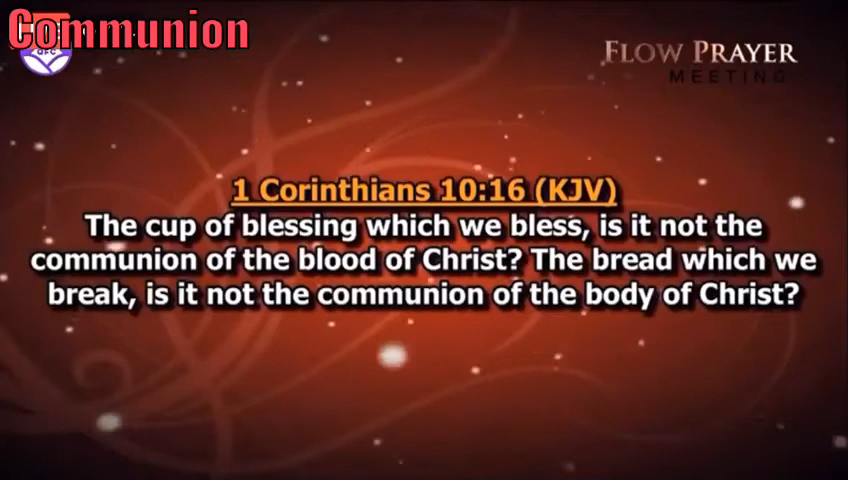 Communion
GFC
FLOW PRAYER
MEETING
1 Corinthians 10:16 (KJV)
The cup of blessing which we bless, is it not the
communion of the blood of Christ? The bread which we
break, is it not the communion of the body of Christ?